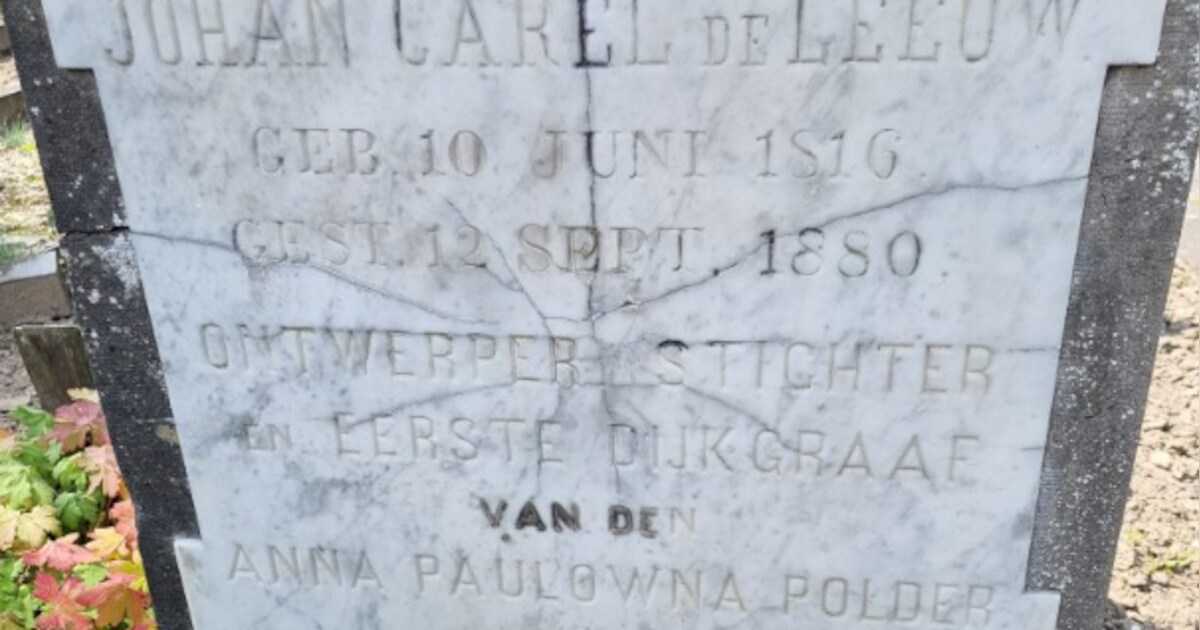 JOHAN CAREL DE LEEUW.
GEB. 10 JUNI 1816.
GEST. 12 SEPT. 1880.
ONTWERPER STICHTER
EN EERSTE DIJKGRAAF
VAN DEN
ANNA PAULOWNA POLDER